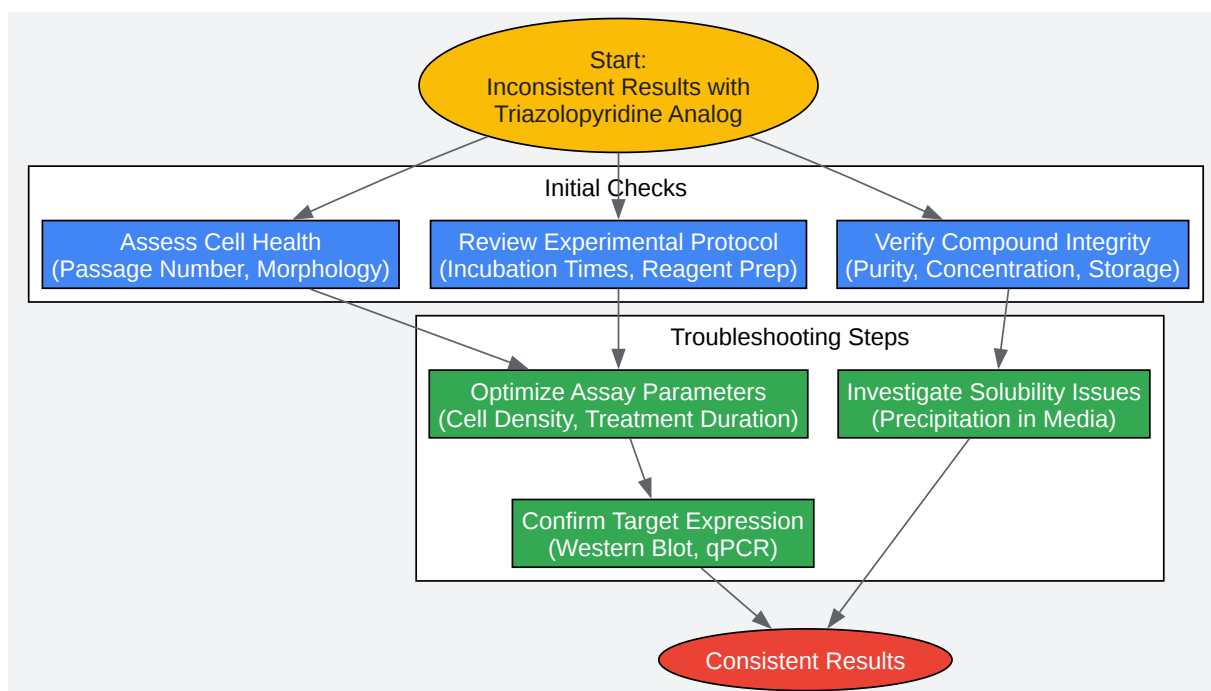 Start:
Inconsistent Results with
Triazolopyridine Analog
Initial Checks
Assess Cell Health
(Passage Number, Morphology)
Review Experimental Protocol
(Incubation Times, Reagent Prep)
Verify Compound Integrity
(Purity, Concentration, Storage)
Troubleshooting Steps
Optimize Assay Parameters
(Cell Density, Treatment Duration)
Investigate Solubility Issues
(Precipitation in Media)
Confirm Target Expression
(Western Blot, qPCR)
Consistent Results